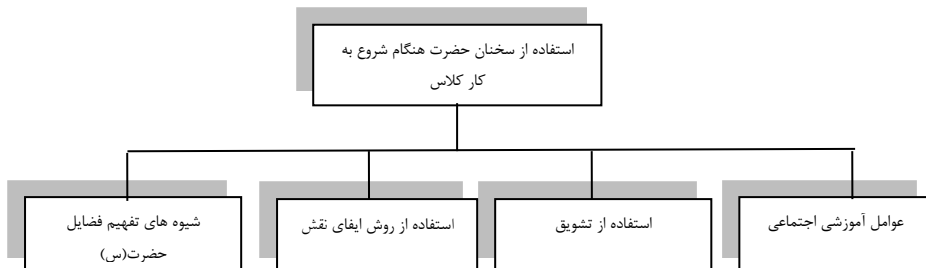 استفاده از سخنان حضرت هنگام شروع به
کار کلاس
عوامل آموزشی اجتماعی
استفاده از تشویق
استفاده از روش ایفای نقش
شیوه های تفهیم فضایل
حضرت(س)